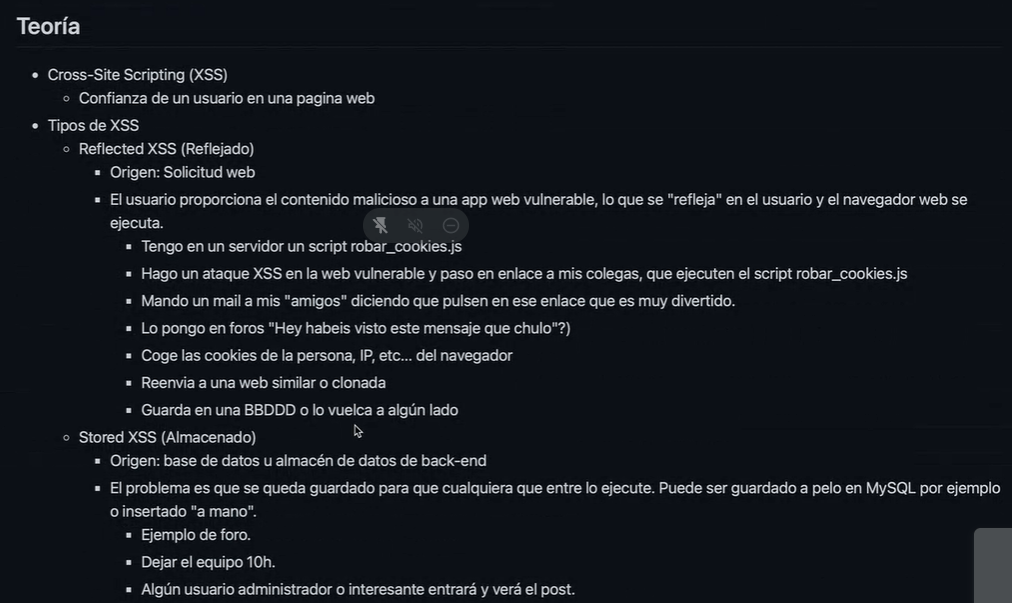 Teoría
Cross-Site Scripting (XSS)
Confianza de un usuario en una pagina web
Tipos de XSS
Reflected XSS (Reflejado)
Origen: Solicitud web
El usuario proporciona el contenido malicioso a una app web vulnerable, lo que se "refleja" en el usuario y el navegador web se
ejecuta.
Tengo en un servidor un script robar_cookies.js
Hago un ataque XSS en la web vulnerable y paso en enlace a mis colegas, que ejecuten el script robar_cookies.js
Mando un mail a mis "amigos" diciendo que pulsen en ese enlace que es muy divertido.
Lo pongo en foros "Hey habeis visto este mensaje que chulo"?)
Coge las cookies de la persona, IP, etc... del navegador
Reenvia a una web similar o clonada
Guarda en una BBDDD o lo vuelca a algún lado
Stored XSS (Almacenado)
Origen: base de datos u almacén de datos de back-end
El problema es que se queda guardado para que cualquiera que entre lo ejecute. Puede ser guardado a pelo en MySQL por ejemplo
o insertado "a mano".
Ejemplo de foro.
Dejar el equipo 10h.
Algún usuario administrador o interesante entrará y verá el post.